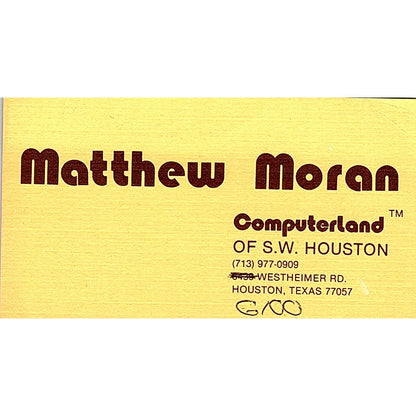 Matthew Moran
Computerland™
OF S.W. HOUSTON
(713) 977-0909
6439 WESTHEIMER RD.
HOUSTON, TEXAS 77057
6100